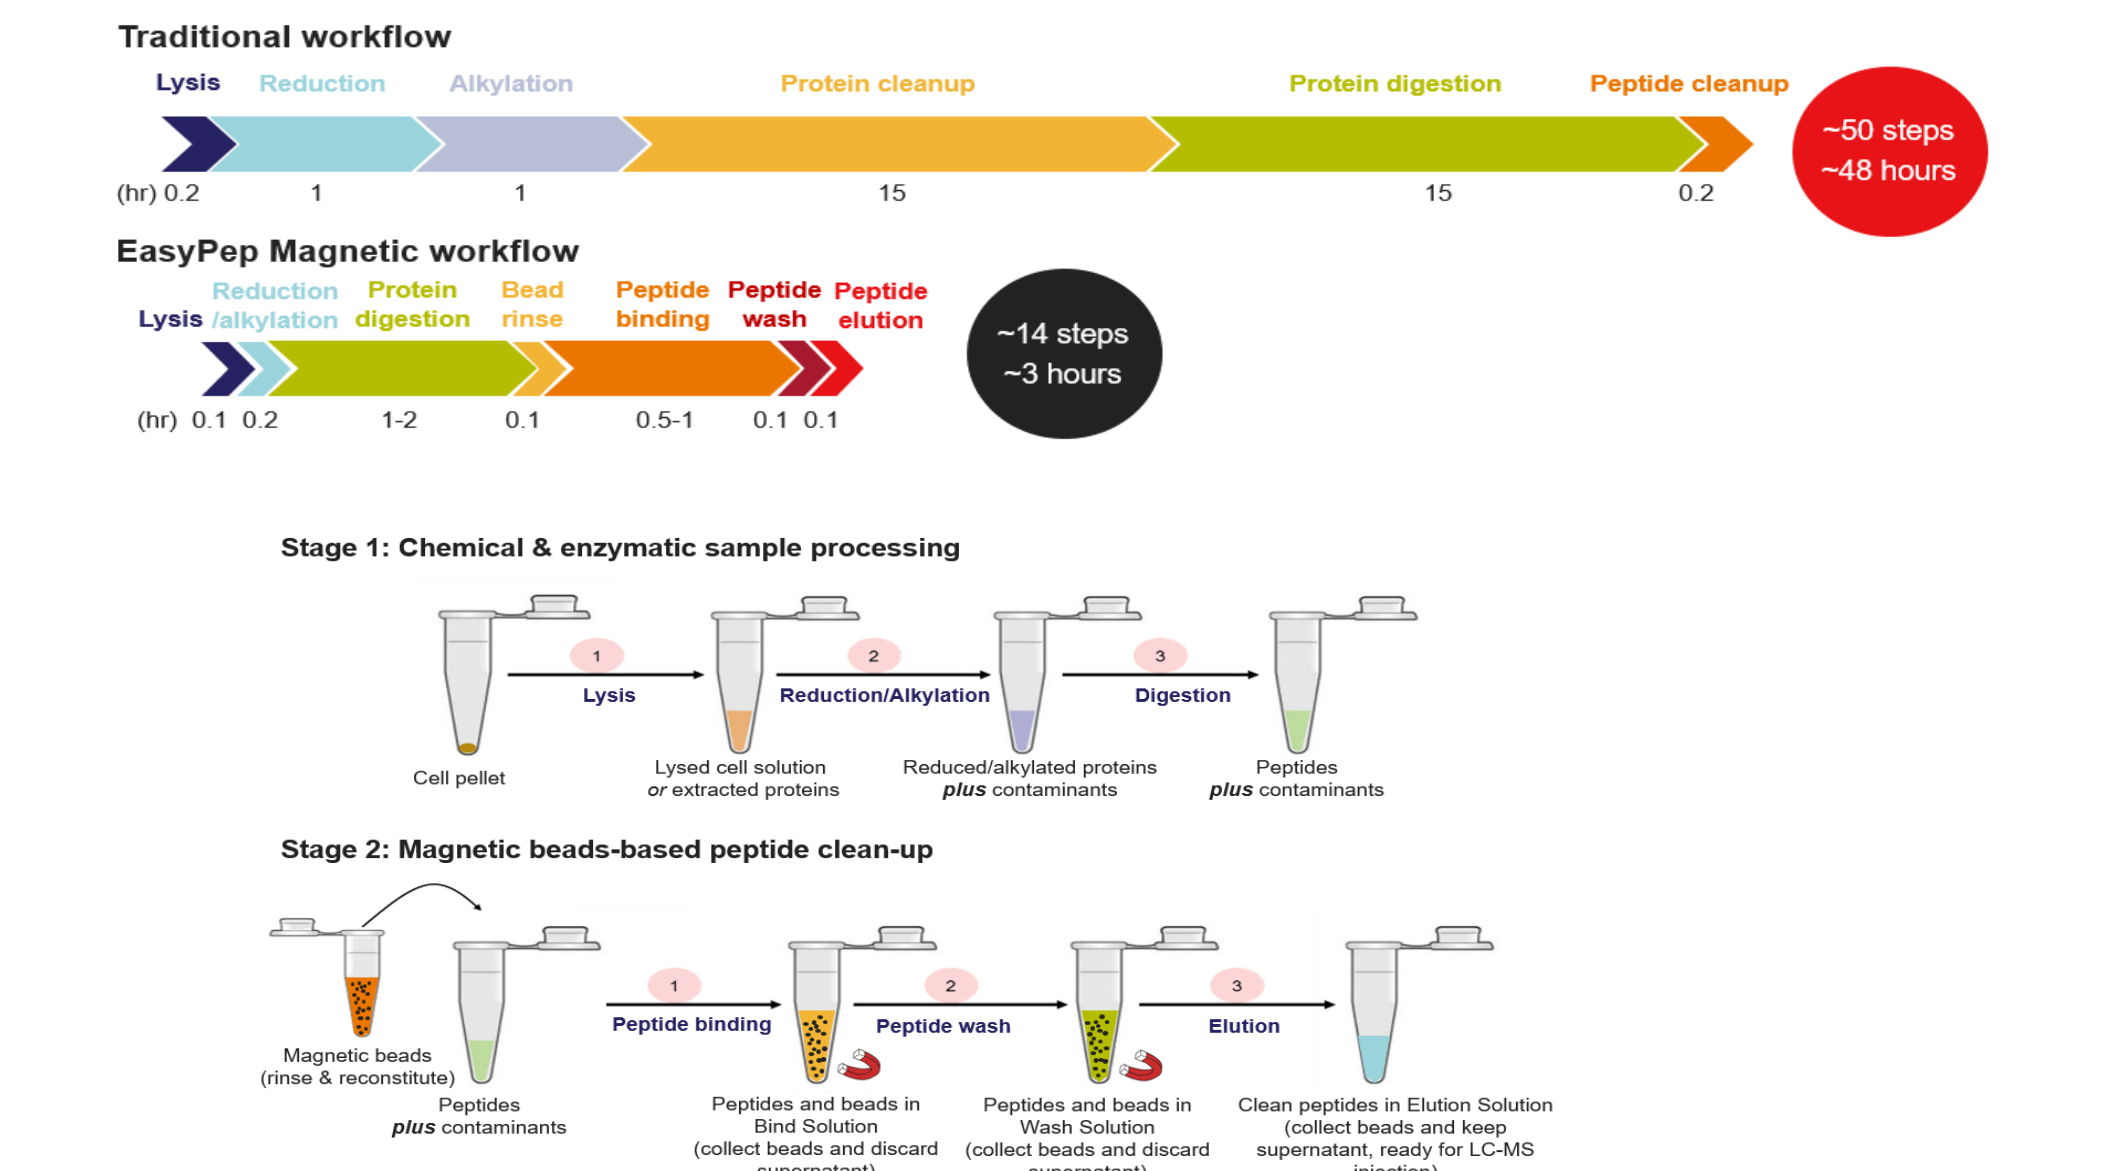 Traditional workflow
Lysis Reduction Alkylation Protein cleanup Protein digestion Peptide cleanup
(hr) 0.2 1 1 15 15 0.2
~50 steps
~48 hours
EasyPep Magnetic workflow
Lysis
Reduction
/alkylation
Protein
digestion
Bead
rinse
Peptide
binding
Peptide
wash
Peptide
elution
(hr) 0.1 0.2 1-2 0.1 0.5-1 0.1 0.1
~14 steps
~3 hours
Stage 1: Chemical & enzymatic sample processing
1
Lysis
2
Reduction/Alkylation
3
Digestion
Cell pellet
Lysed cell solution
or extracted proteins
Reduced/alkylated proteins
plus contaminants
Peptides
plus contaminants
Stage 2: Magnetic beads-based peptide clean-up
1
Peptide binding
2
Peptide wash
3
Elution
Magnetic beads
(rinse & reconstitute)
Peptides
plus contaminants
Peptides and beads in
Bind Solution
(collect beads and discard
supernatant)
Peptides and beads in
Wash Solution
(collect beads and discard
supernatant)
Clean peptides in Elution Solution
(collect beads and keep
supernatant, ready for LC-MS
injection)